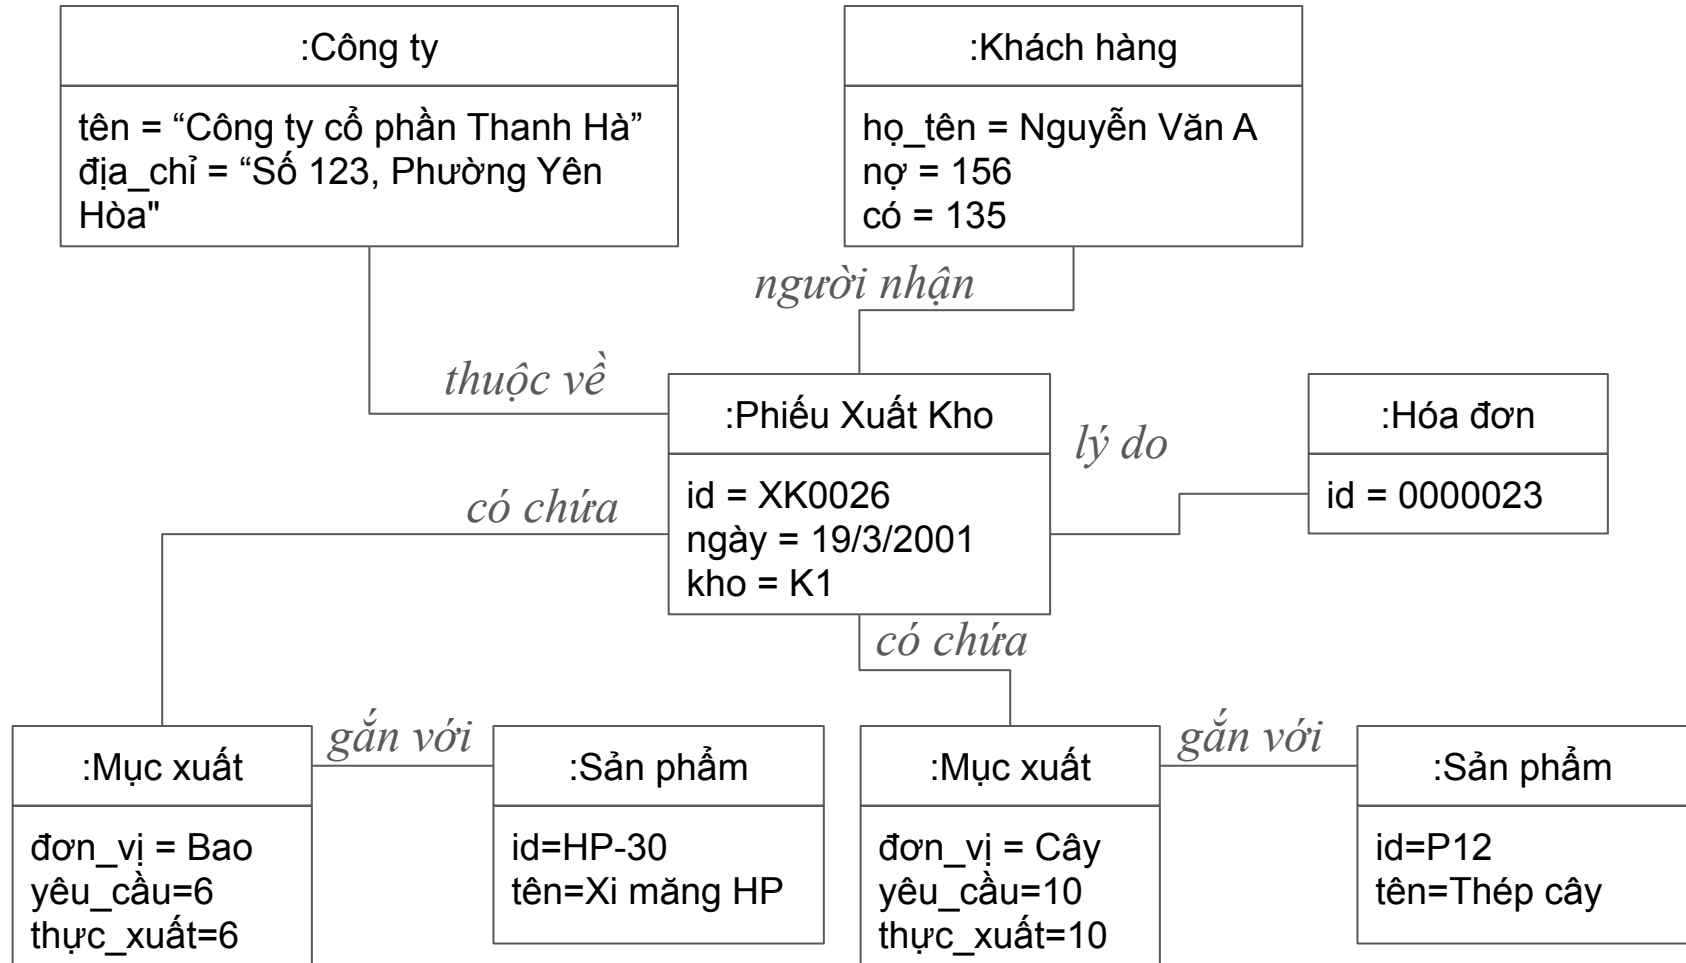 :Công ty
tên = “Công ty cổ phần Thanh Hà”
địa_chỉ = “Số 123, Phường Yên
Hòa"
:Khách hàng
họ_tên = Nguyễn Văn A
nợ = 156
có = 135
người nhận
thuộc về
:Phiếu Xuất Kho
id = XK0026
ngày = 19/3/2001
kho = K1
lý do
:Hóa đơn
id = 0000023
có chứa
có chứa
:Mục xuất
đơn_vị = Bao
yêu_cầu=6
thực_xuất=6
gắn với
:Sản phẩm
id=HP-30
tên=Xi măng HP
:Mục xuất
đơn_vị = Cây
yêu_cầu=10
thực_xuất=10
gắn với
:Sản phẩm
id=P12
tên=Thép cây